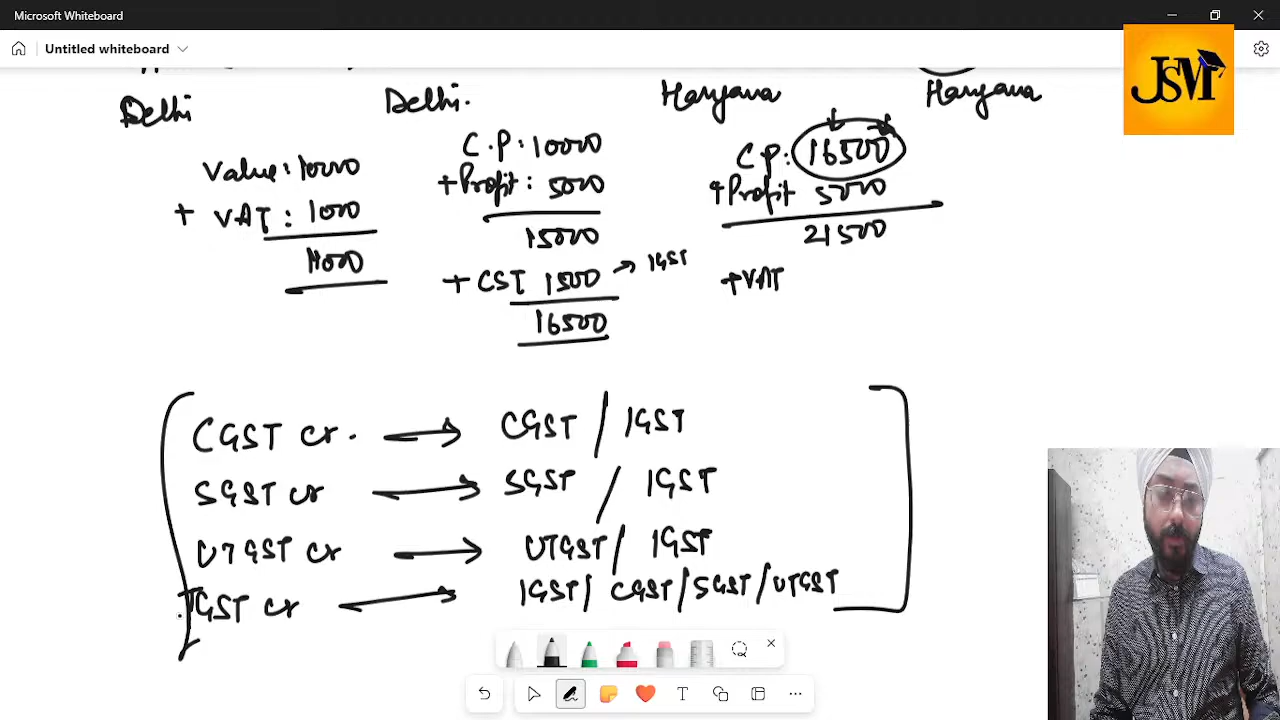 Microsoft Whiteboard
Untitled whiteboard
JSM
Delhi Delhi. Haryana Haryana
Value: 10000
+ VAT: 1000
11000
C.P: 10000
+Profit: 5000
15000
+ CST 1500 → IGST
16500
C P: 16500
+Profit 5000
21500
+VAT
CGST cr. ↔ CGST / IGST
SGST cr ↔ SGST / IGST
UTGST cr → UTGST / IGST
IGST cr ↔ IGST / CGST / SGST / UTGST